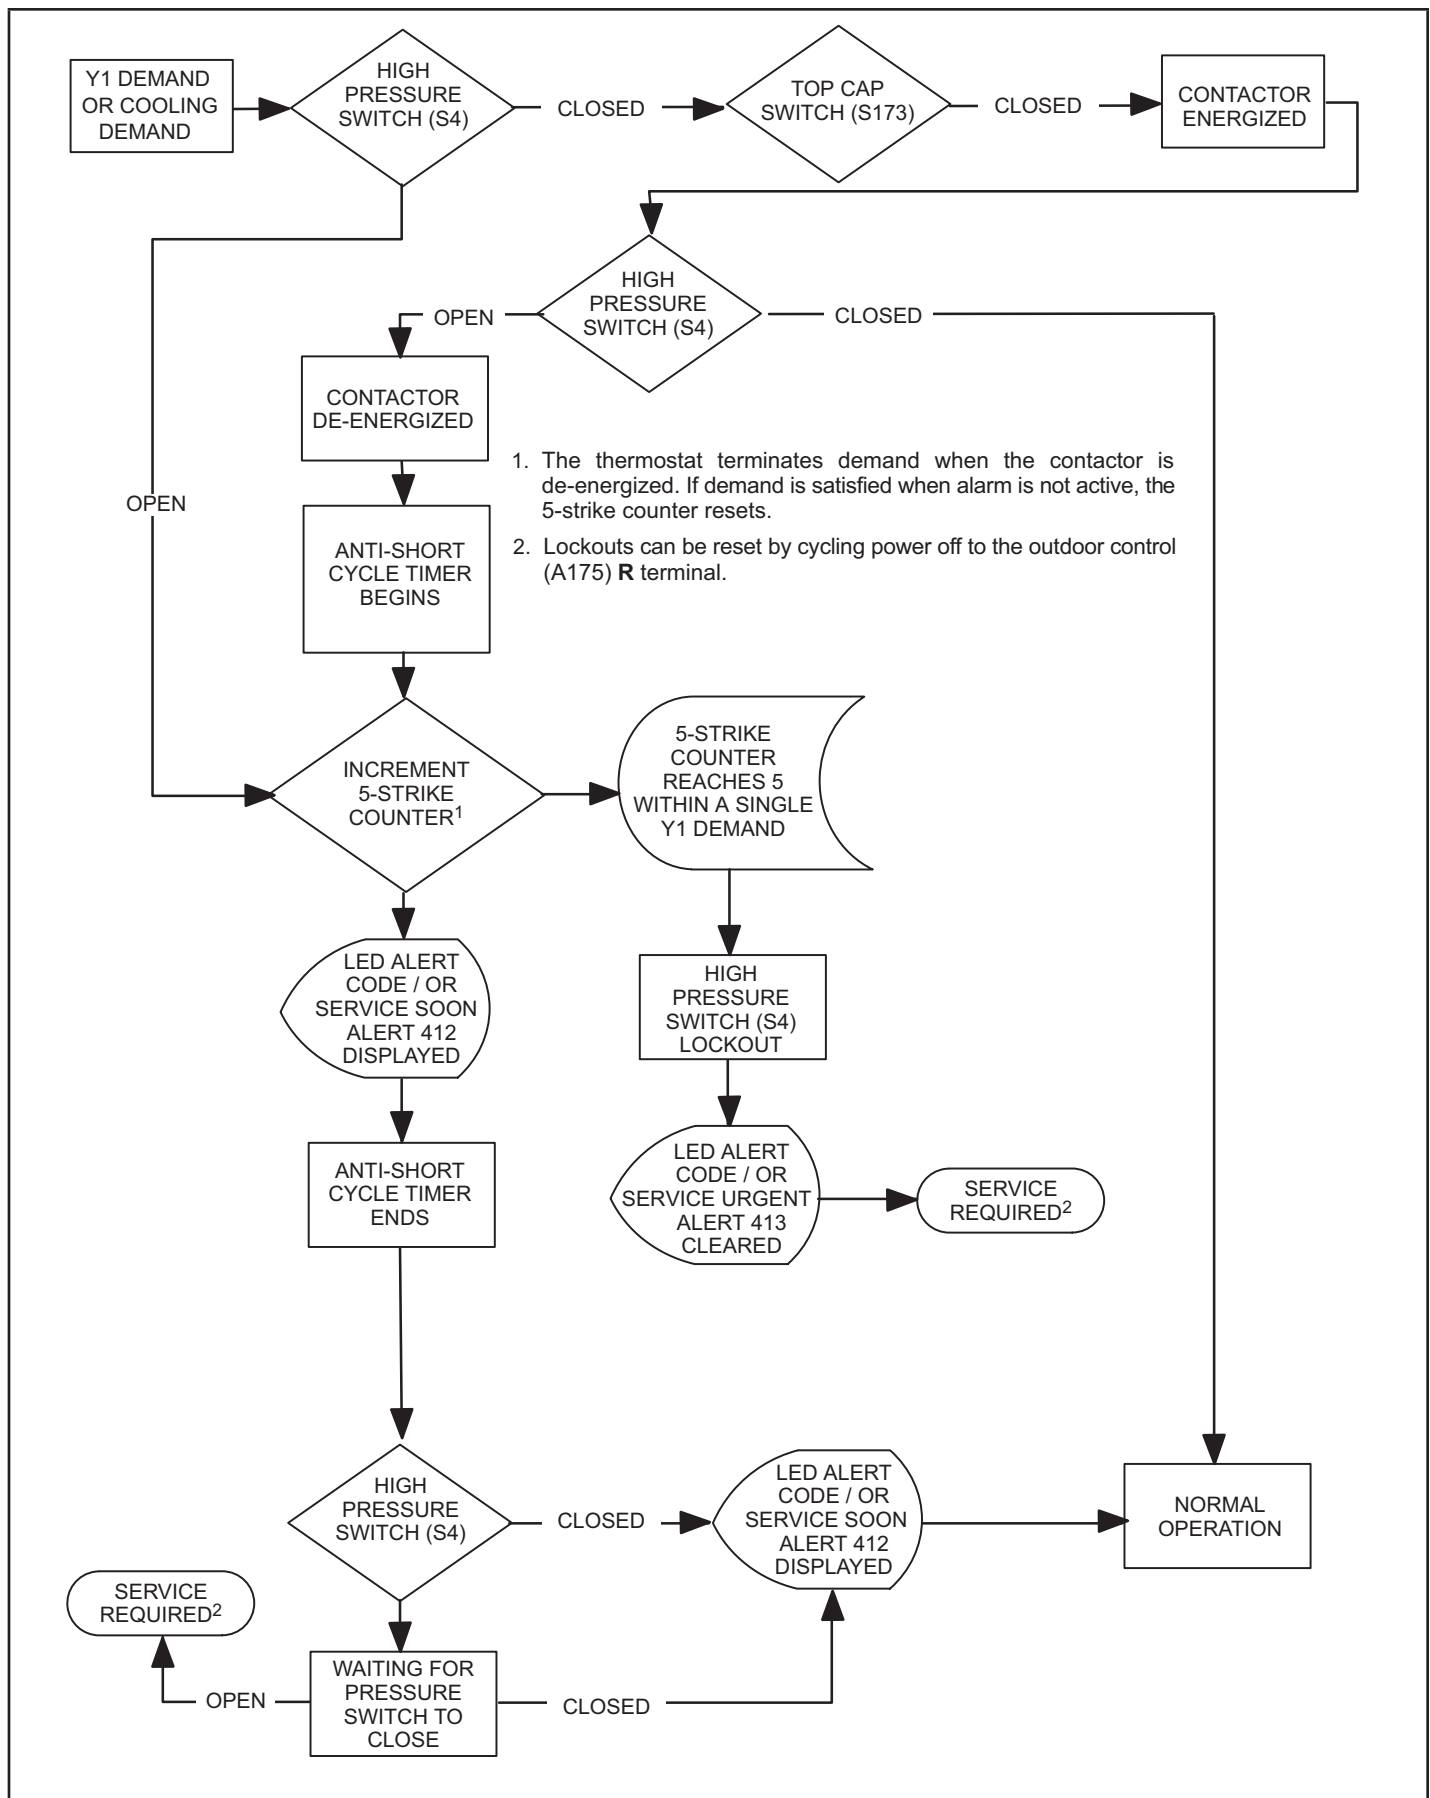 Y1 DEMAND
OR COOLING
DEMAND
HIGH
PRESSURE
SWITCH (S4)
CLOSED
TOP CAP
SWITCH (S173)
CLOSED
CONTACTOR
ENERGIZED
HIGH
PRESSURE
SWITCH (S4)
OPEN
CLOSED
CONTACTOR
DE-ENERGIZED
1. The thermostat terminates demand when the contactor is
de-energized. If demand is satisfied when alarm is not active, the
5-strike counter resets.
2. Lockouts can be reset by cycling power off to the outdoor control
(A175) R terminal.
OPEN
ANTI-SHORT
CYCLE TIMER
BEGINS
INCREMENT
5-STRIKE
COUNTER1
5-STRIKE
COUNTER
REACHES 5
WITHIN A SINGLE
Y1 DEMAND
LED ALERT
CODE / OR
SERVICE SOON
ALERT 412
DISPLAYED
HIGH
PRESSURE
SWITCH (S4)
LOCKOUT
ANTI-SHORT
CYCLE TIMER
ENDS
LED ALERT
CODE / OR
SERVICE URGENT
ALERT 413
CLEARED
SERVICE
REQUIRED2
HIGH
PRESSURE
SWITCH (S4)
CLOSED
LED ALERT
CODE / OR
SERVICE SOON
ALERT 412
DISPLAYED
NORMAL
OPERATION
SERVICE
REQUIRED2
OPEN
WAITING FOR
PRESSURE
SWITCH TO
CLOSE
CLOSED